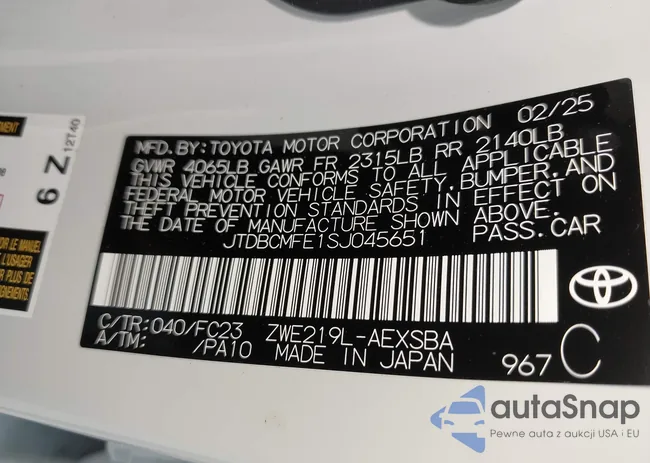 MFD.BY:TOYOTA MOTOR CORPORATION 02/25
GVWR 4065LB GAWR FR 2315LB RR 2140LB
THIS VEHICLE CONFORMS TO ALL APPLICABLE
FEDERAL MOTOR VEHICLE SAFETY,BUMPER,AND
THEFT PREVENTION STANDARDS IN EFFECT ON
THE DATE OF MANUFACTURE SHOWN ABOVE.
JTDBCMFE1SJ045651 PASS.CAR
C/TR:040/FC23 ZWE219L-AEXSBA
A/TM: /PA10 MADE IN JAPAN 967 C
6 Z 12T40
autaSnap
Pewne auta z aukcji USA i EU